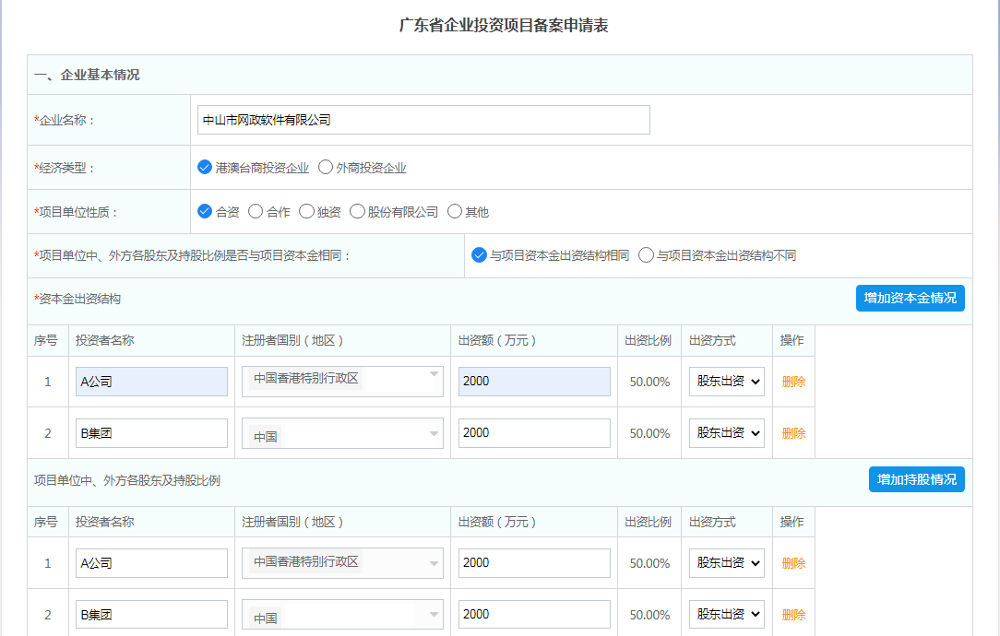 广东省企业投资项目备案申请表
一、企业基本情况
*企业名称： 中山市网政软件有限公司
*经济类型： 港澳台商投资企业 外商投资企业
*项目单位性质： 合资 合作 独资 股份有限公司 其他
*项目单位中、外方各股东及持股比例是否与项目资本金相同： 与项目资本金出资结构相同 与项目资本金出资结构不同
*资本金出资结构 增加资本金情况
序号 投资者名称 注册者国别（地区） 出资额（万元） 出资比例 出资方式 操作
1 A公司 中国香港特别行政区 2000 50.00% 股东出资 删除
2 B集团 中国 2000 50.00% 股东出资 删除
项目单位中、外方各股东及持股比例 增加持股情况
序号 投资者名称 注册者国别（地区） 出资额（万元） 出资比例 出资方式 操作
1 A公司 中国香港特别行政区 2000 50.00% 股东出资 删除
2 B集团 中国 2000 50.00% 股东出资 删除